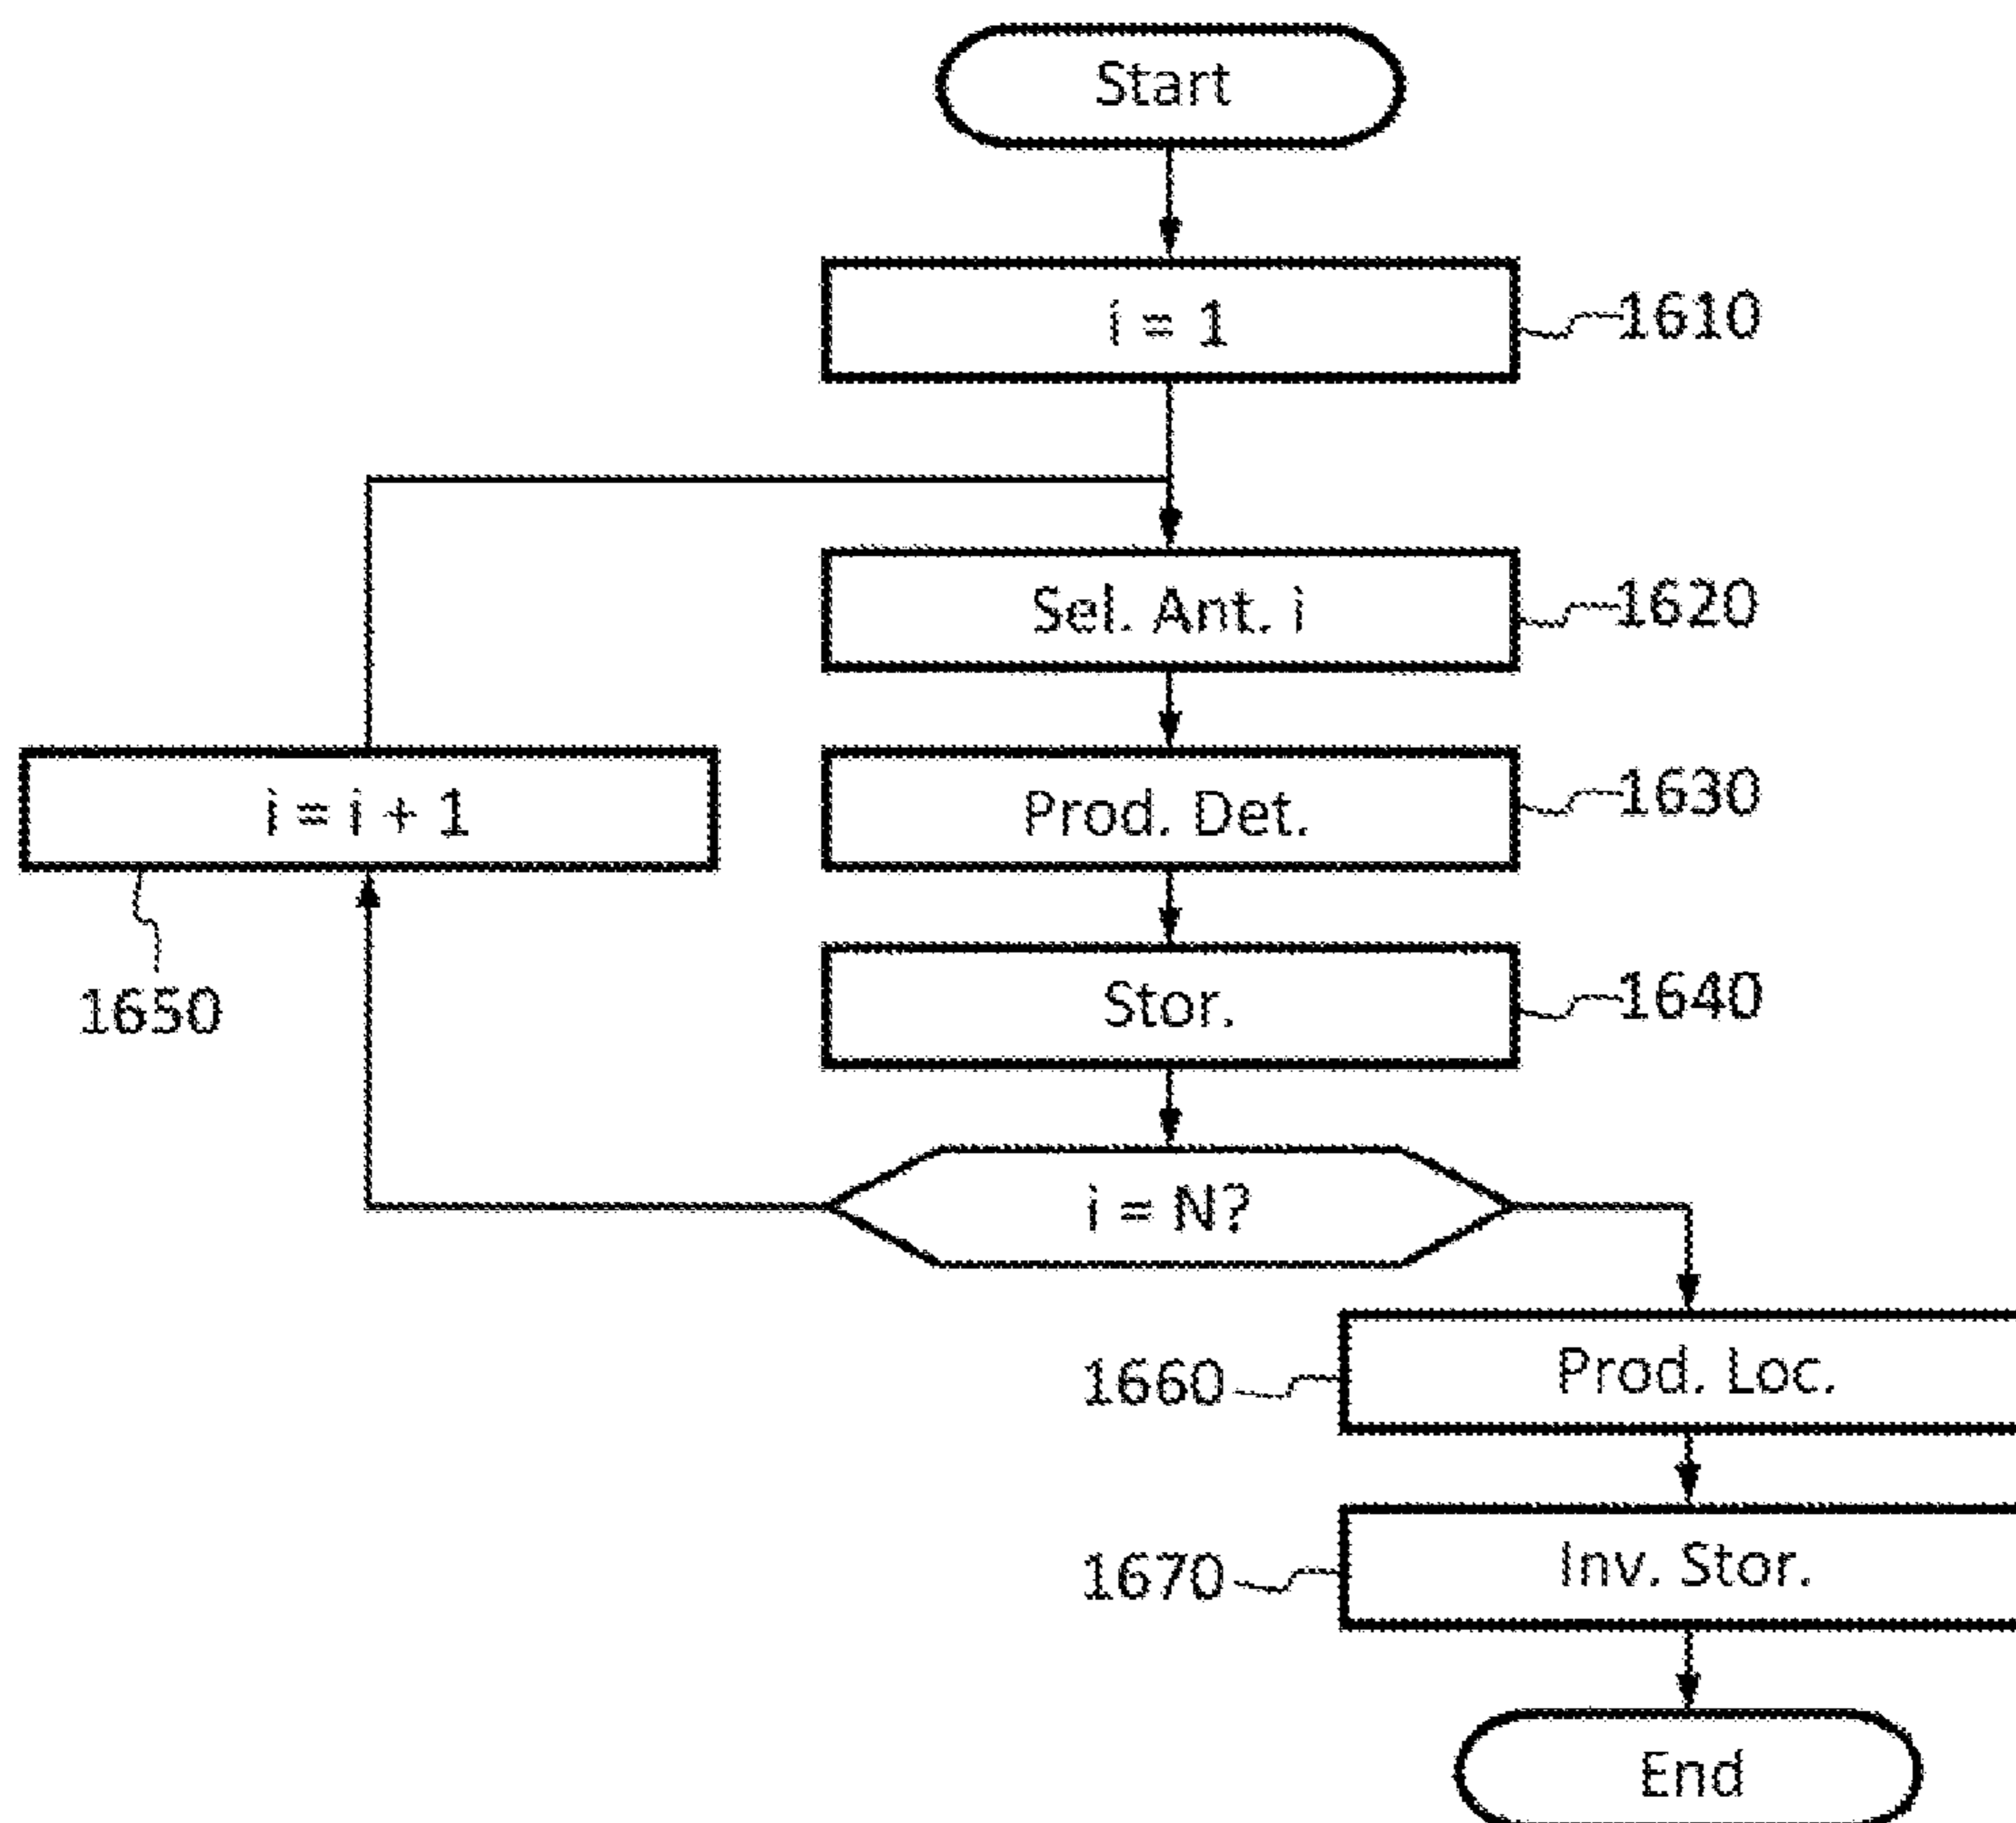 Start
i = 1
1610
Sel. Ant. i
1620
i = i + 1
Prod. Det.
1630
1650
Stor.
1640
i = N?
1660
Prod. Loc.
1670
Inv. Stor.
End